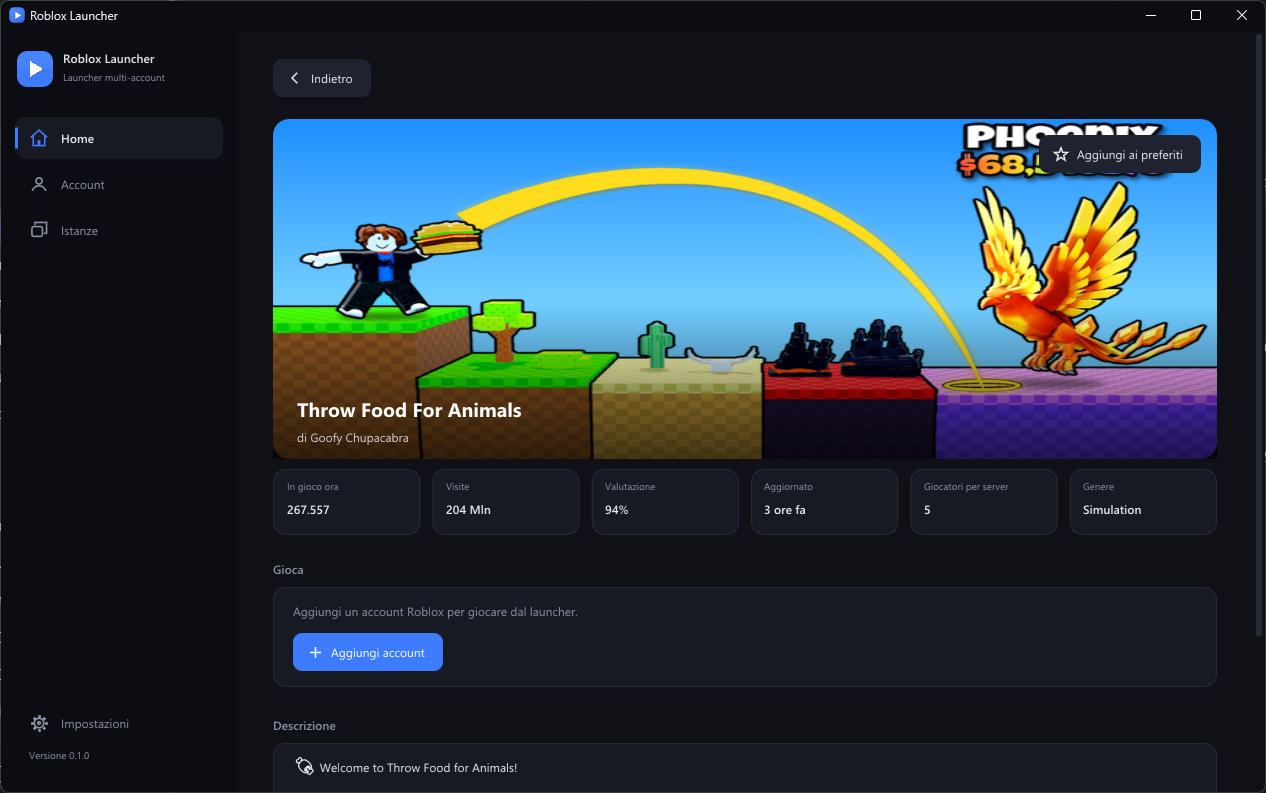 Roblox Launcher
Roblox Launcher
Launcher multi-account
Home
Account
Istanze
Impostazioni
Versione 0.1.0
Indietro
PHOENIX
Aggiungi ai preferiti
$68,5
Throw Food For Animals
di Goofy Chupacabra
In gioco ora
267.557
Visite
204 Mln
Valutazione
94%
Aggiornato
3 ore fa
Giocatori per server
5
Genere
Simulation
Gioca
Aggiungi un account Roblox per giocare dal launcher.
Aggiungi account
Descrizione
Welcome to Throw Food for Animals!